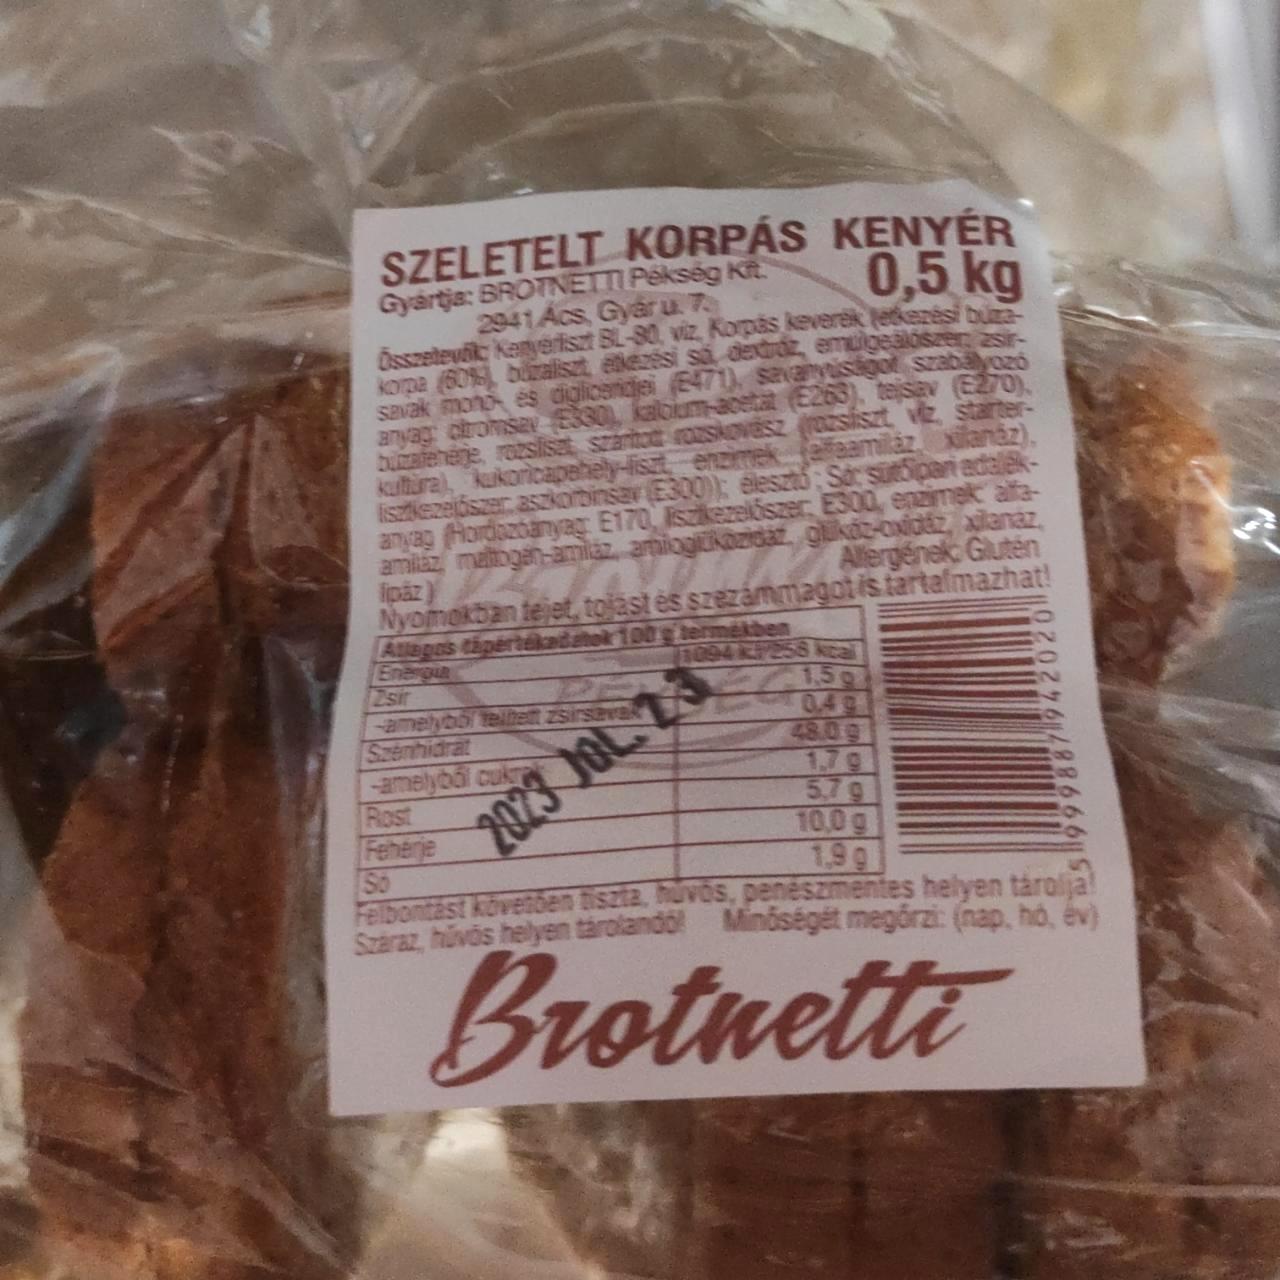 SZELETELT KORPÁS KENYÉR
Gyártja: BROTNETTI Pékség Kft. 0,5 kg
2941 Ács, Gyár u. 7.
Összetevők: Kenyérliszt BL-80, víz, Korpás keverék (étkezési búza-
korpa (60%), búzaliszt, étkezési só, dextróz, emulgeálószer: zsír-
savak mono- és digliceridjei (E471), savanyúságot szabályozó
anyag: citromsav (E330), kalcium-acetát (E263), tejsav (E270),
búzafehérje, rozsliszt, szárított rozskovász (rozsliszt, víz, starter-
kultúra), kukoricapehely-liszt, enzimek (alfaamiláz, xilanáz),
lisztkezelőszer: aszkorbinsav (E300)); élesztő; Só; sütőipari adalék-
anyag (Hordozóanyag: E170, lisztkezelőszer: E300, enzimek: alfa-
amiláz, maltogén-amiláz, amiloglükozidáz, glükóz-oxidáz, xilanáz,
lipáz) Allergének: Glutén
Nyomokban tejet, tojást és szezámmagot is tartalmazhat!
Átlagos tápértékadatok 100 g termékben
Energia 1094 kJ/258 kcal
Zsír 1,5 g
-amelyből telített zsírsavak 0,4 g
Szénhidrát 48,0 g
-amelyből cukrok 1,7 g
Rost 5,7 g
Fehérje 10,0 g
Só 1,9 g
2023 JÚL. 23
5999887942020
Felbontást követően tiszta, hűvös, penészmentes helyen tárolja!
Száraz, hűvös helyen tárolandó! Minőségét megőrzi: (nap, hó, év)
Brotnetti